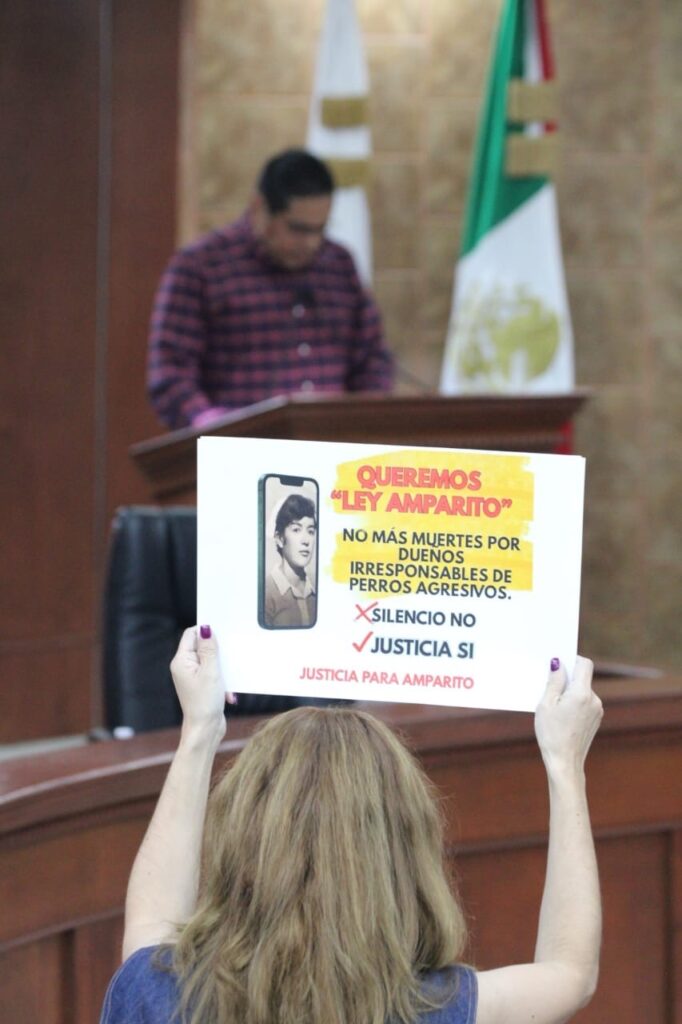 QUEREMOS
“LEY AMPARITO”
NO MÁS MUERTES POR
DUEÑOS
IRRESPONSABLES DE
PERROS AGRESIVOS.
SILENCIO NO
JUSTICIA SI
JUSTICIA PARA AMPARITO